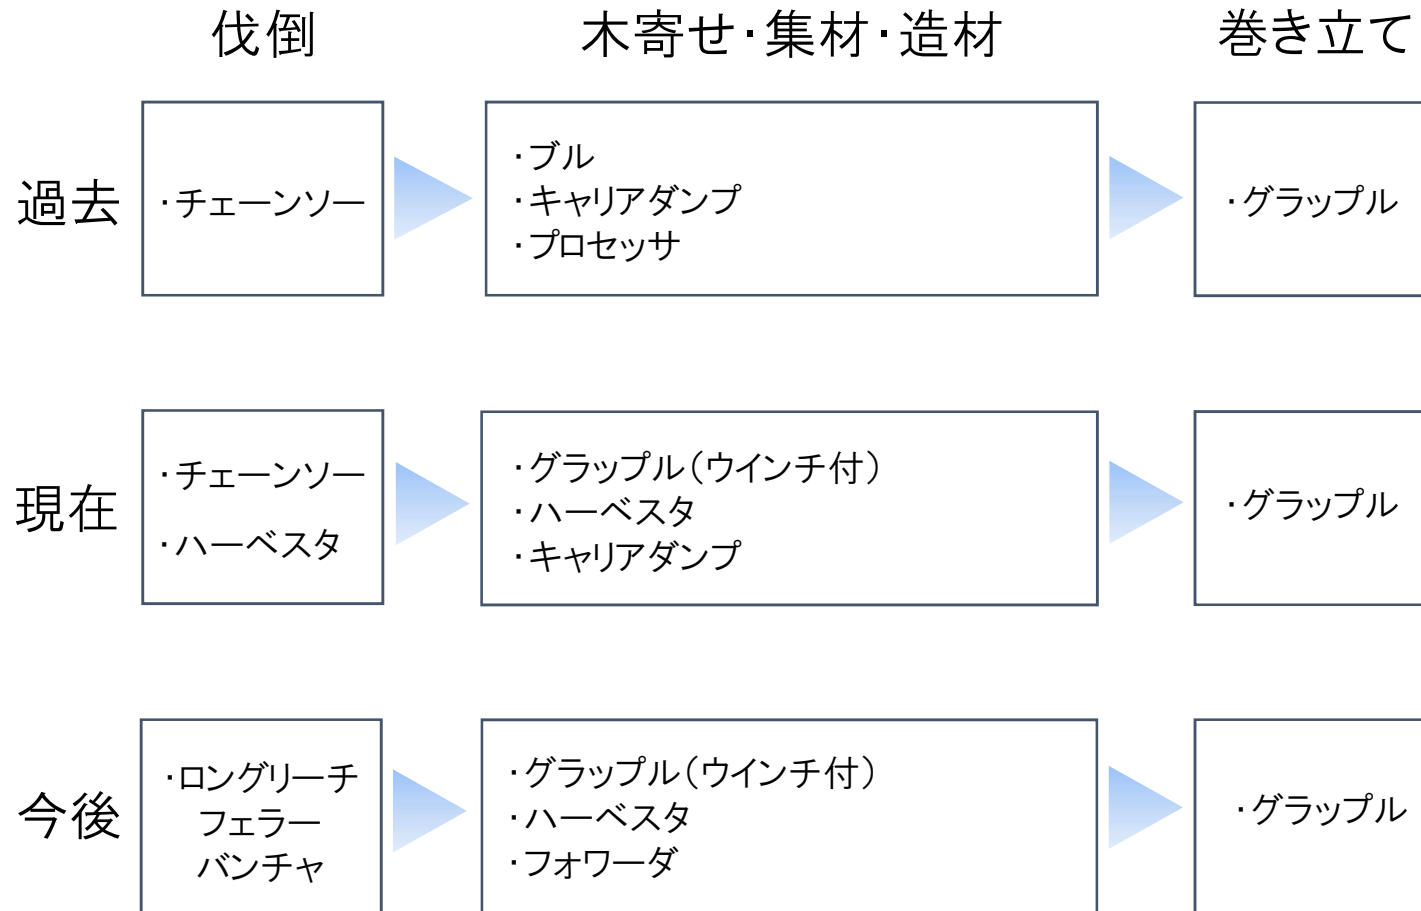 伐倒
木寄せ・集材・造材
巻き立て
過去
・チェーンソー
・ブル
・キャリアダンプ
・プロセッサ
・グラップル
現在
・チェーンソー
・ハーベスタ
・グラップル（ウインチ付）
・ハーベスタ
・キャリアダンプ
・グラップル
今後
・ロングリーチ
フェラー
バンチャ
・グラップル（ウインチ付）
・ハーベスタ
・フォワーダ
・グラップル